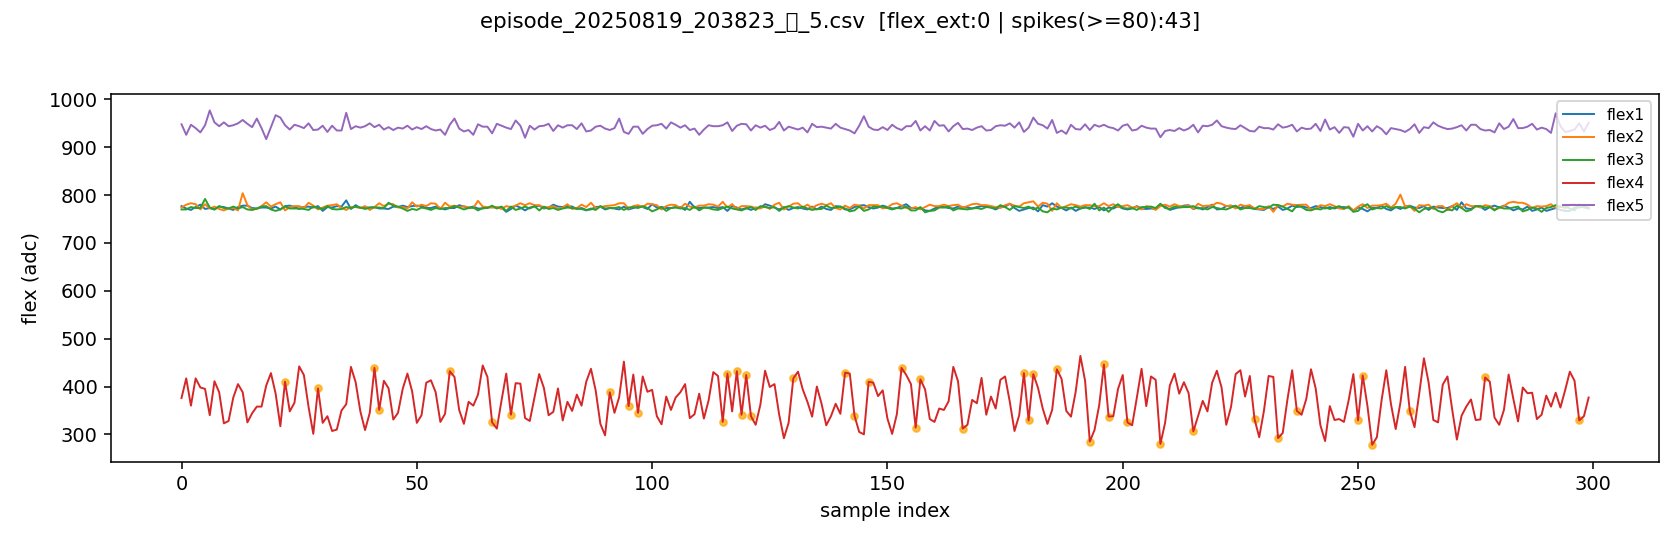 episode_20250819_203823_▯_5.csv [flex_ext:0 | spikes(>=80):43]
1000
900
800
700
600
500
400
300
flex (adc)
flex1
flex2
flex3
flex4
flex5
0
50
100
150
200
250
300
sample index